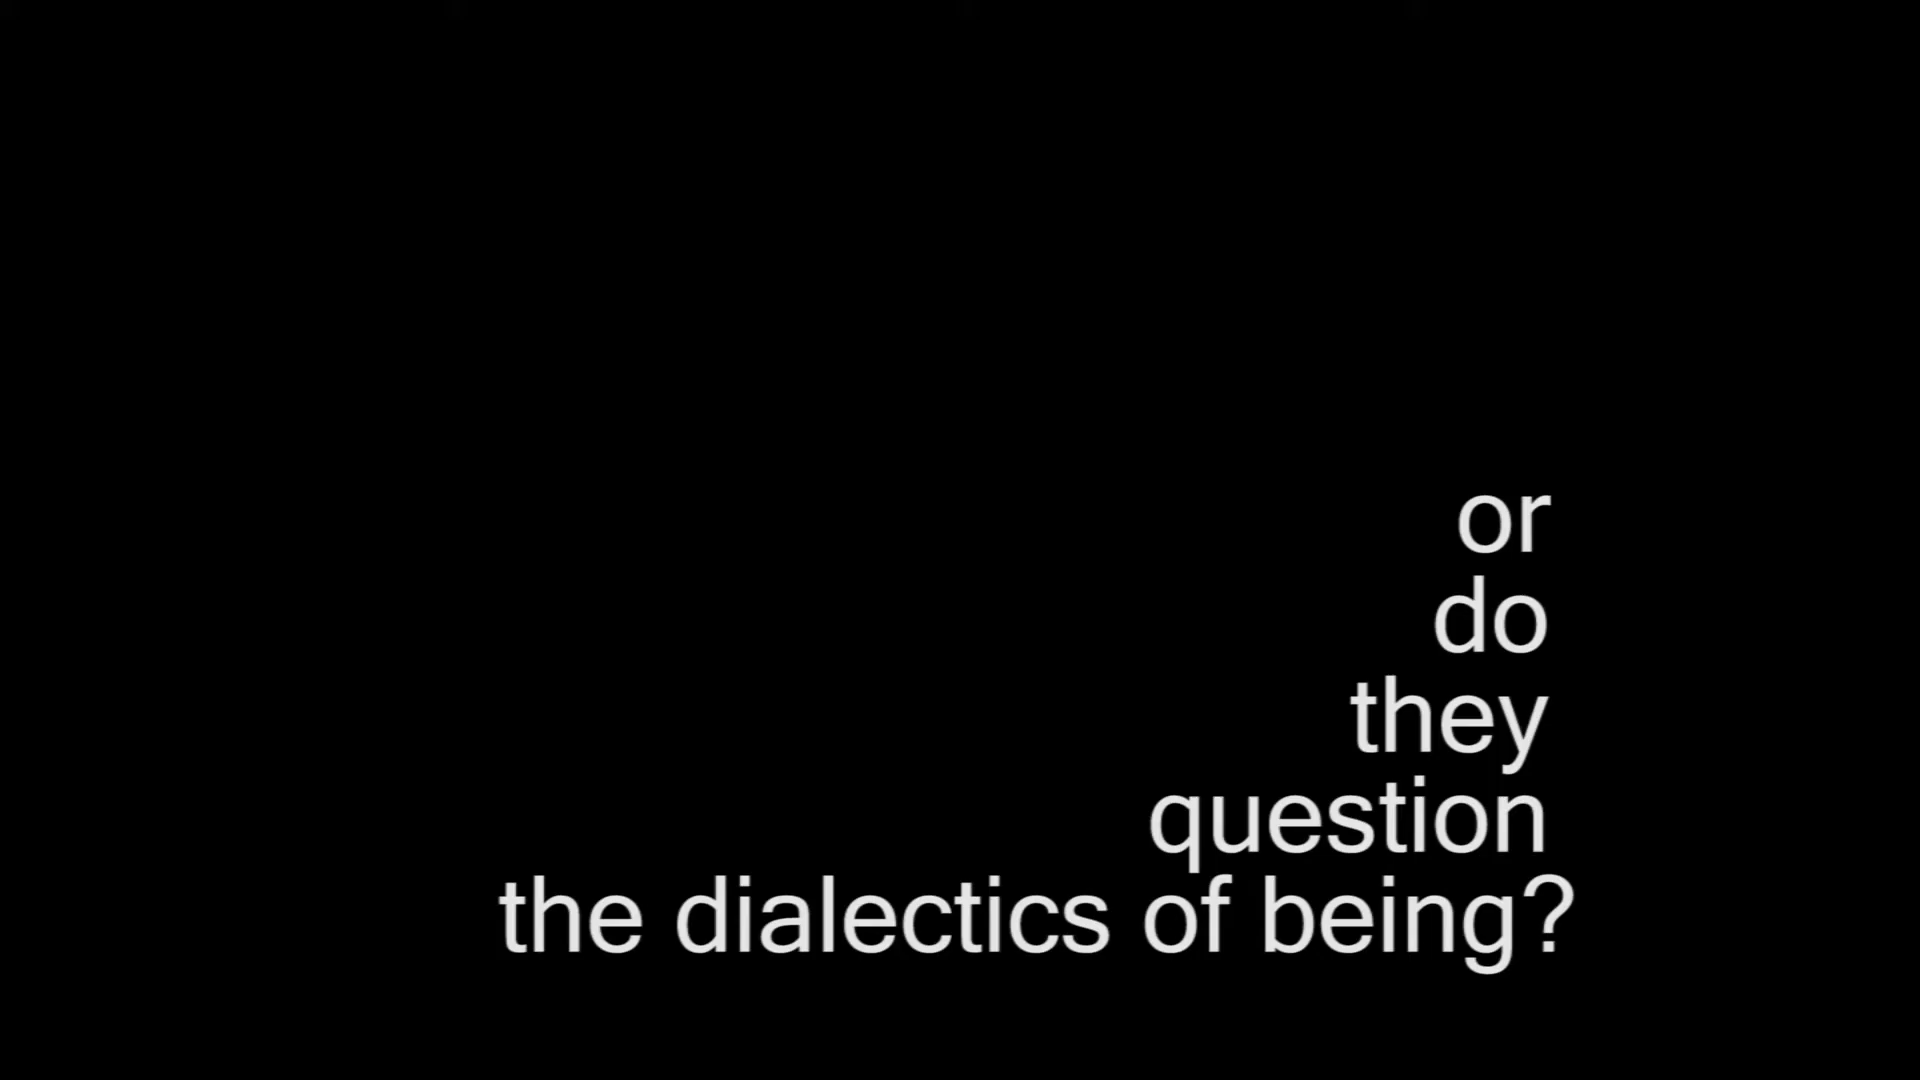 or
do
they
question
the dialectics of being?